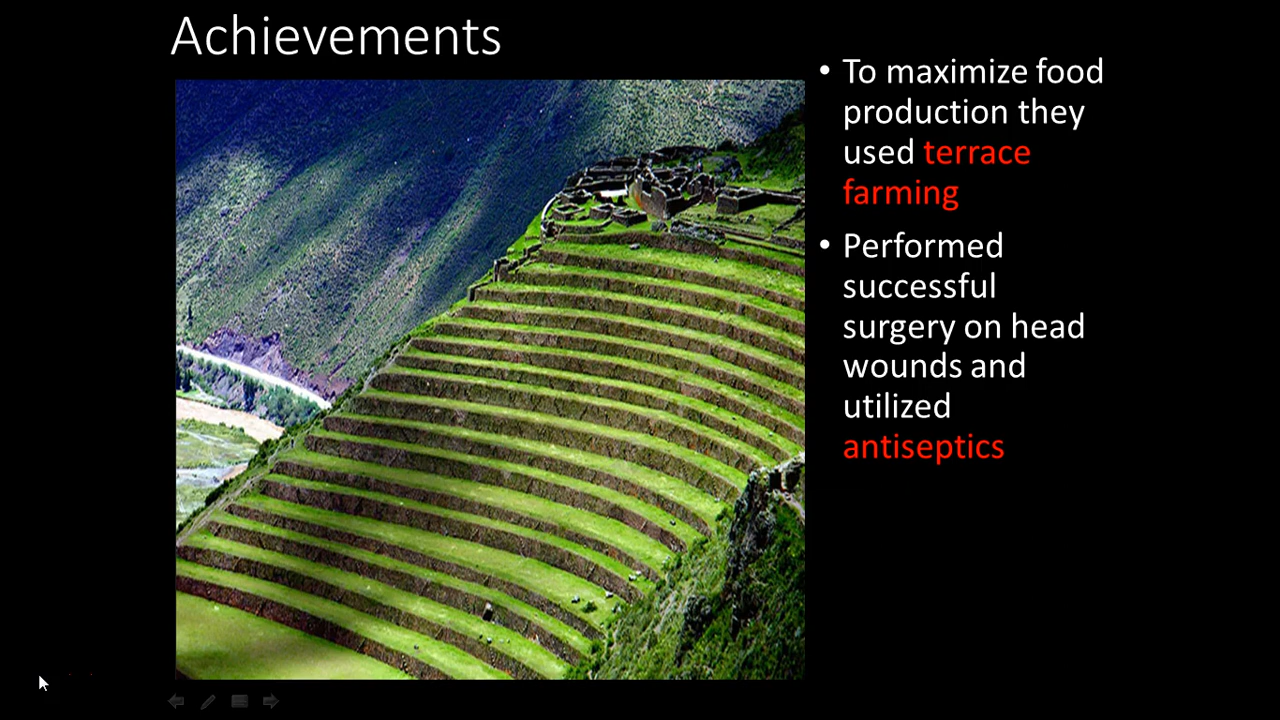 Achievements
• To maximize food
production they
used terrace
farming
• Performed
successful
surgery on head
wounds and
utilized
antiseptics